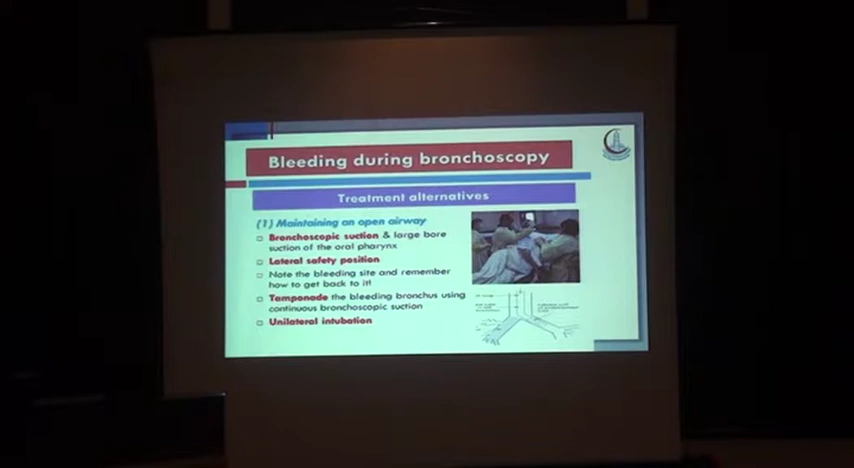 Bleeding during bronchoscopy
Treatment alternatives
(1) Maintaining an open airway
Bronchoscopic suction & large bore
suction of the oral pharynx
Lateral safety position
Note the bleeding site and remember
how to get back to it!
Tamponade the bleeding bronchus using
continuous bronchoscopic suction
Unilateral intubation